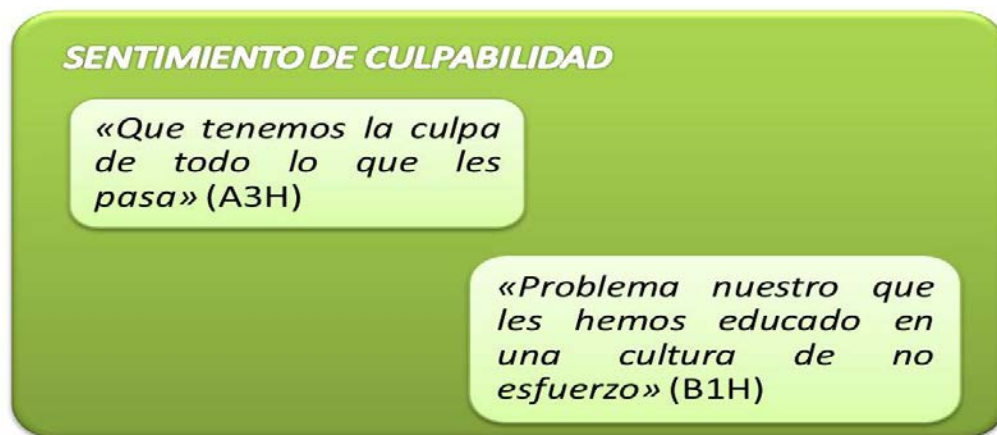 SENTIMIENTO DE CULPABILIDAD
«Que tenemos la culpa
de todo lo que les
pasa» (A3H)
«Problema nuestro que
les hemos educado en
una cultura de no
esfuerzo» (B1H)